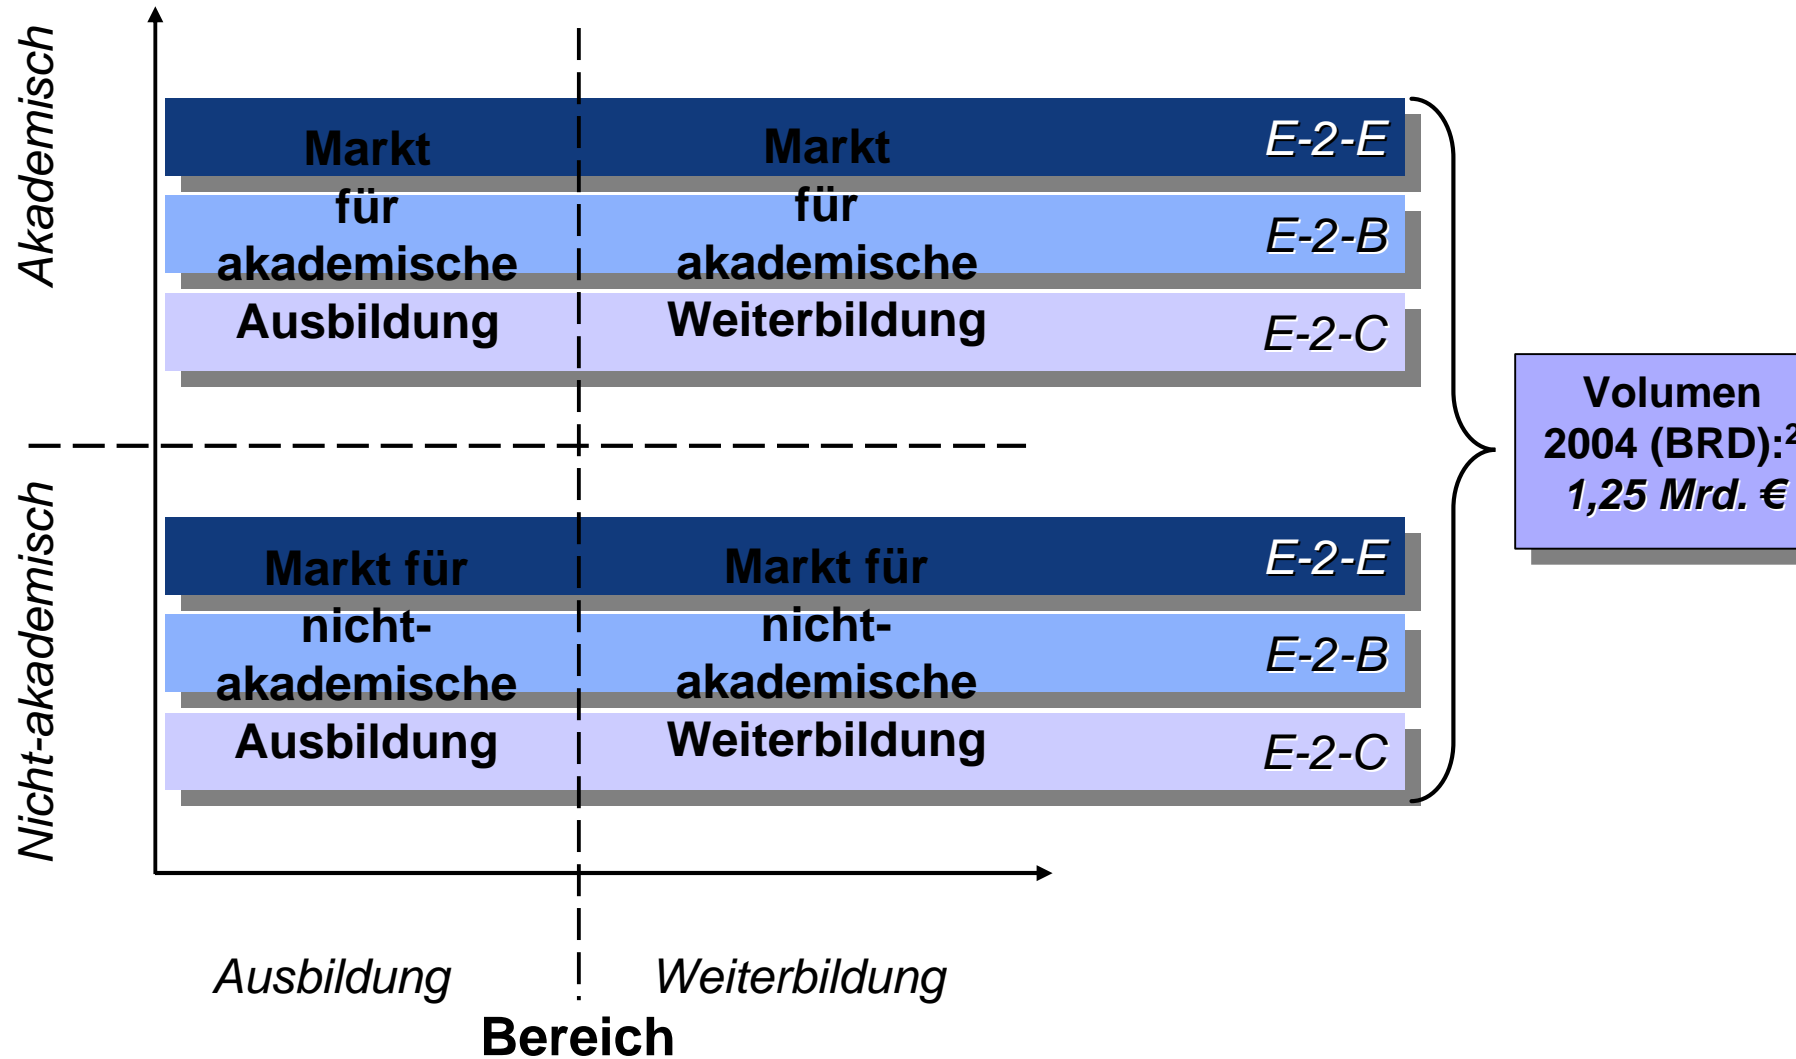 Akademisch
Markt
für
akademische
Ausbildung
Markt
für
akademische
Weiterbildung
E-2-E
E-2-B
E-2-C
Volumen
2004 (BRD):²
1,25 Mrd. €
Nicht-akademisch
Markt für
nicht-
akademische
Ausbildung
Markt für
nicht-
akademische
Weiterbildung
E-2-E
E-2-B
E-2-C
Ausbildung
Weiterbildung
Bereich